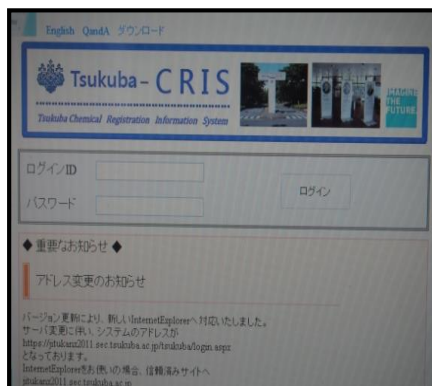 English QandA ダウンロード
Tsukuba-CRIS
Tsukuba Chemical Registration Information System
IMAGINE
THE
FUTURE.
ログインID
ログイン
パスワード
◆ 重要なお知らせ ◆
アドレス変更のお知らせ
バージョン更新により、新しいInternetExplorerへ対応いたしました。
サーバ変更に伴い、システムのアドレスが
https://jitukanz2011.sec.tsukuba.ac.jp/tsukuba/login.aspx
となっております。
InternetExplorerをお使いの場合、信頼済みサイトへ
jitukanz2011.sec.tsukuba.ac.jp